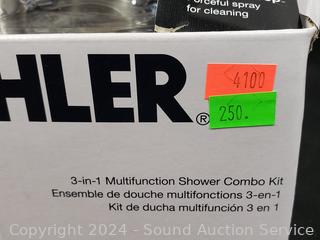 forceful spray
for cleaning
HLER®
4100
250.
3-in-1 Multifunction Shower Combo Kit
Ensemble de douche multifonctions 3-en-1
Kit de ducha multifunción 3 en 1
Copyright 2024 - Sound Auction Service